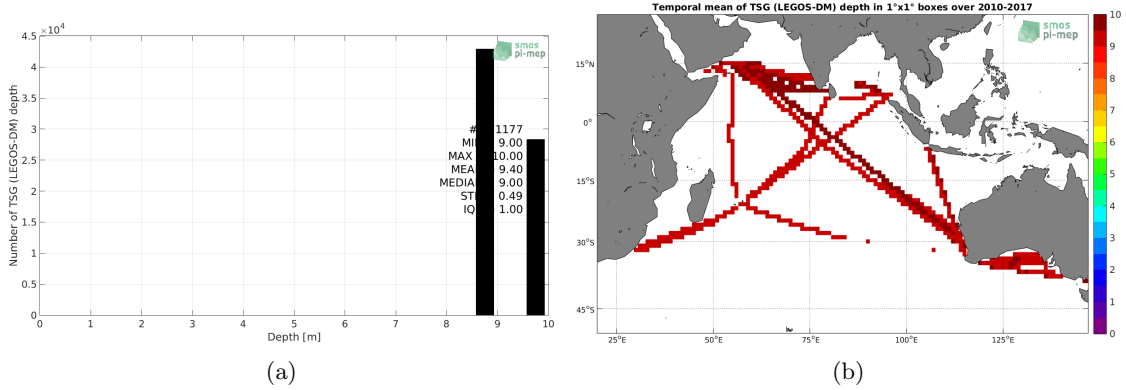 4.5 ×10⁴
4
3.5
3
2.5
2
1.5
1
0.5
0
Number of TSG (LEGOS-DM) depth
smos
pi-mep
1177
9.00
MAX 10.00
9.40
9.00
0.49
1.00
0 1 2 3 4 5 6 7 8 9 10
Depth [m]
(a)
Temporal mean of TSG (LEGOS-DM) depth in 1°x1° boxes over 2010-2017
smos
pi-mep
15°N
0°
15°S
30°S
45°S
25°E 50°E 75°E 100°E 125°E
10
9
8
7
6
5
4
3
2
1
0
(b)